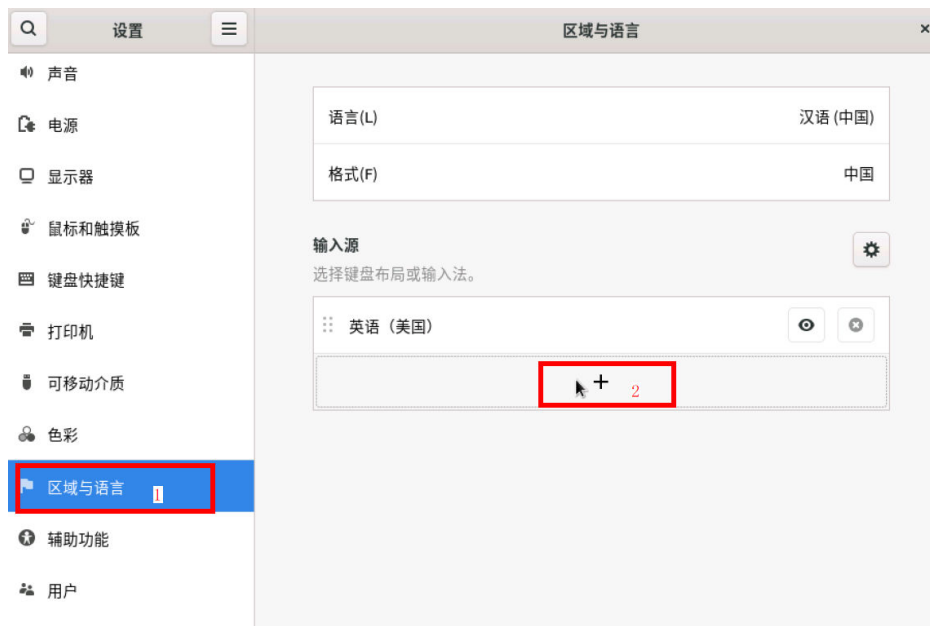 设置
区域与语言
声音
电源
显示器
鼠标和触摸板
键盘快捷键
打印机
可移动介质
色彩
区域与语言 1
辅助功能
用户
语言(L) 汉语 (中国)
格式(F) 中国
输入源
选择键盘布局或输入法。
英语（美国）
+ 2